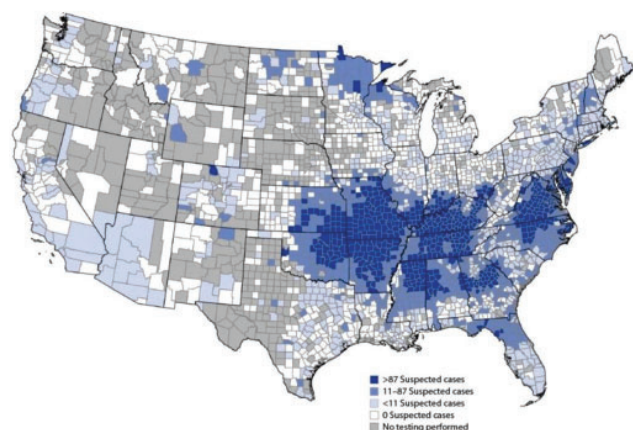 >87 Suspected cases
11–87 Suspected cases
<11 Suspected cases
0 Suspected cases
No testing performed